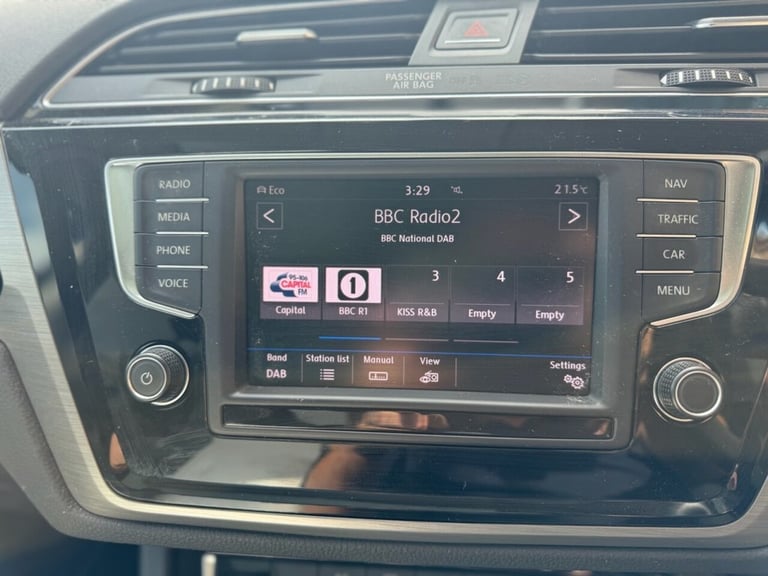 PASSENGER
AIR BAG
RADIO
MEDIA
PHONE
VOICE
Eco 3:29 21.5°C
BBC Radio2
BBC National DAB
95-106
CAPITAL
FM
1
3
4
5
Capital
BBC R1
KISS R&B
Empty
Empty
Band
DAB
Station list
Manual
View
Settings
NAV
TRAFFIC
CAR
MENU